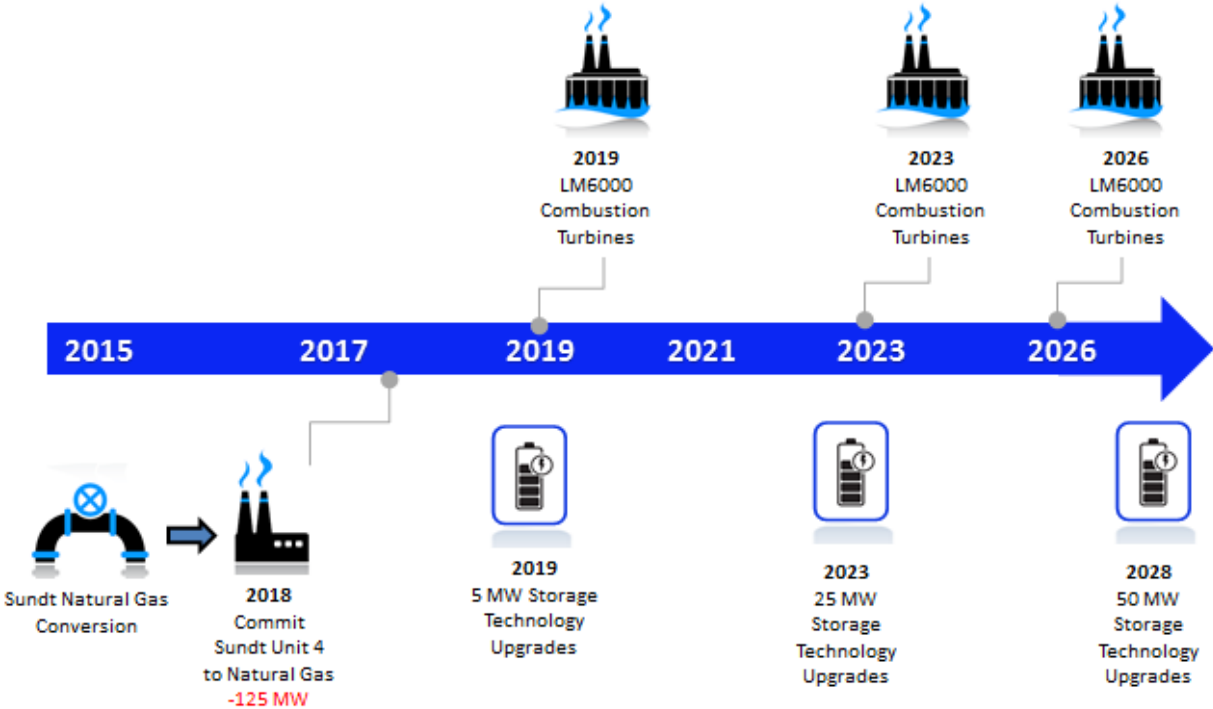 2019
LM6000
Combustion
Turbines
2023
LM6000
Combustion
Turbines
2026
LM6000
Combustion
Turbines
2015 2017 2019 2021 2023 2026
Sundt Natural Gas
Conversion
2018
Commit
Sundt Unit 4
to Natural Gas
-125 MW
2019
5 MW Storage
Technology
Upgrades
2023
25 MW
Storage
Technology
Upgrades
2028
50 MW
Storage
Technology
Upgrades